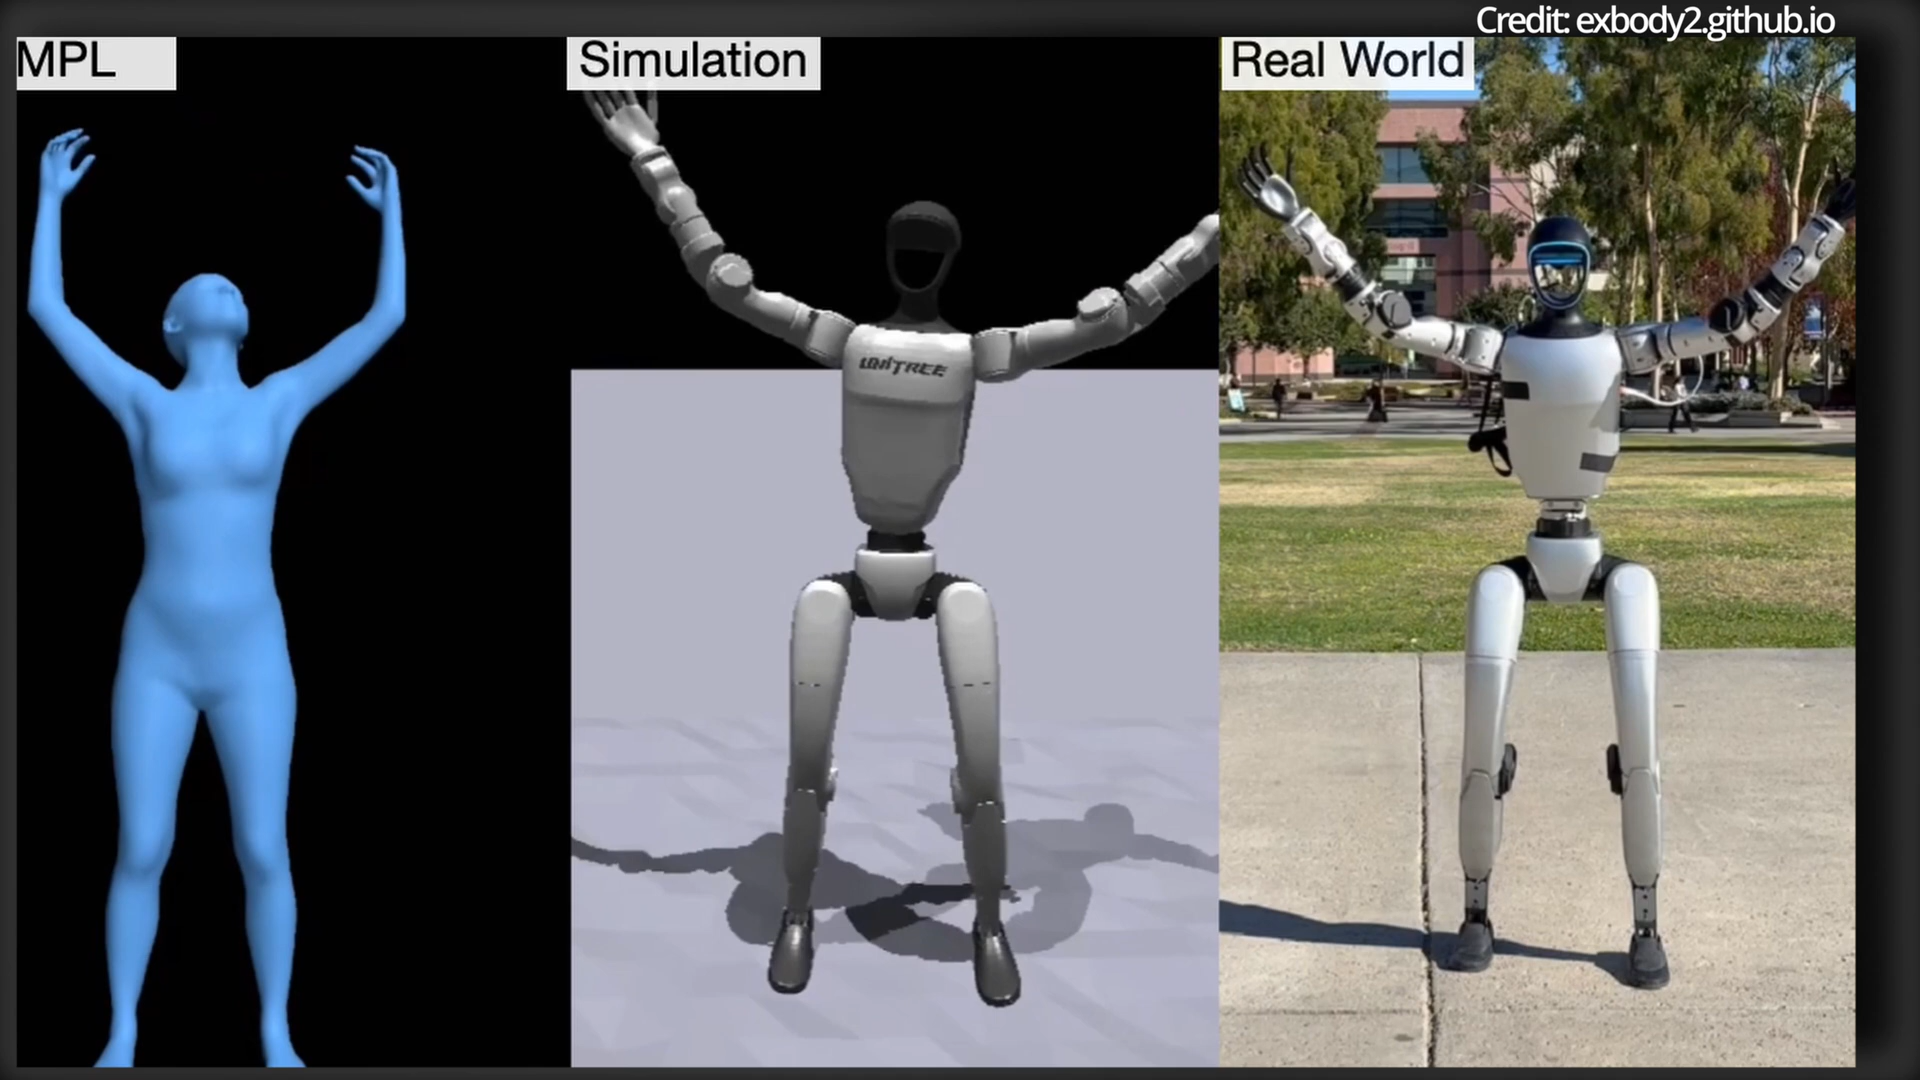 Credit: exbody2.github.io
MPL
Simulation
Real World
UNITREE